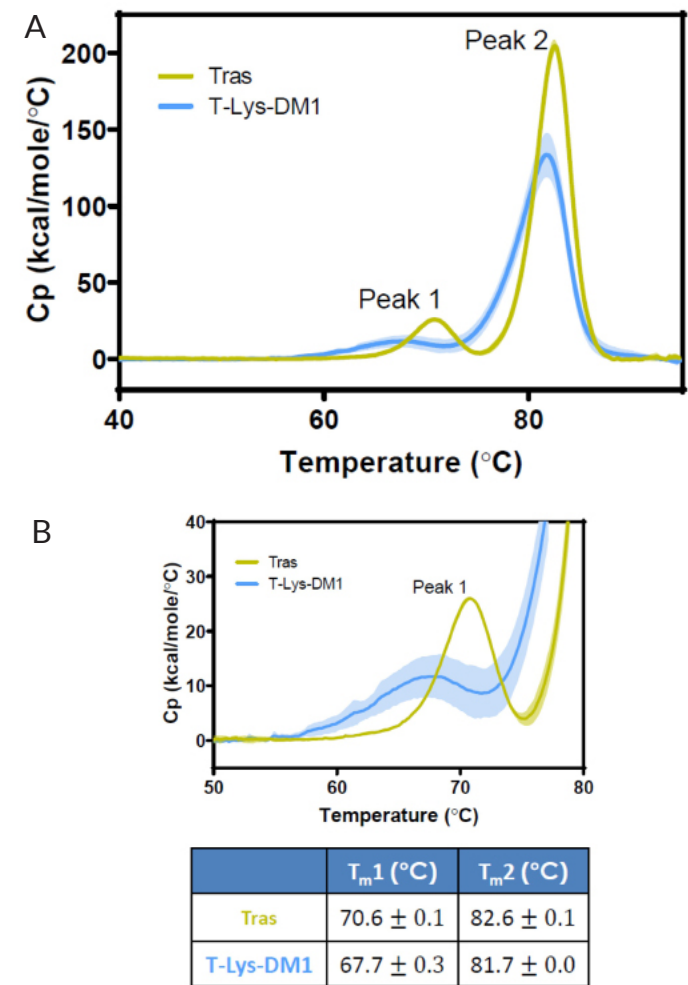 A
Peak 2
200
Tras
T-Lys-DM1
150
100
50
0
Peak 1
Cp (kcal/mole/°C)
40 60 80
Temperature (°C)
B
40
Tras
T-Lys-DM1
Peak 1
30
20
10
0
Cp (kcal/mole/°C)
50 60 70 80
Temperature (°C)
Tm1 (°C) Tm2 (°C)
Tras 70.6 ± 0.1 82.6 ± 0.1
T-Lys-DM1 67.7 ± 0.3 81.7 ± 0.0